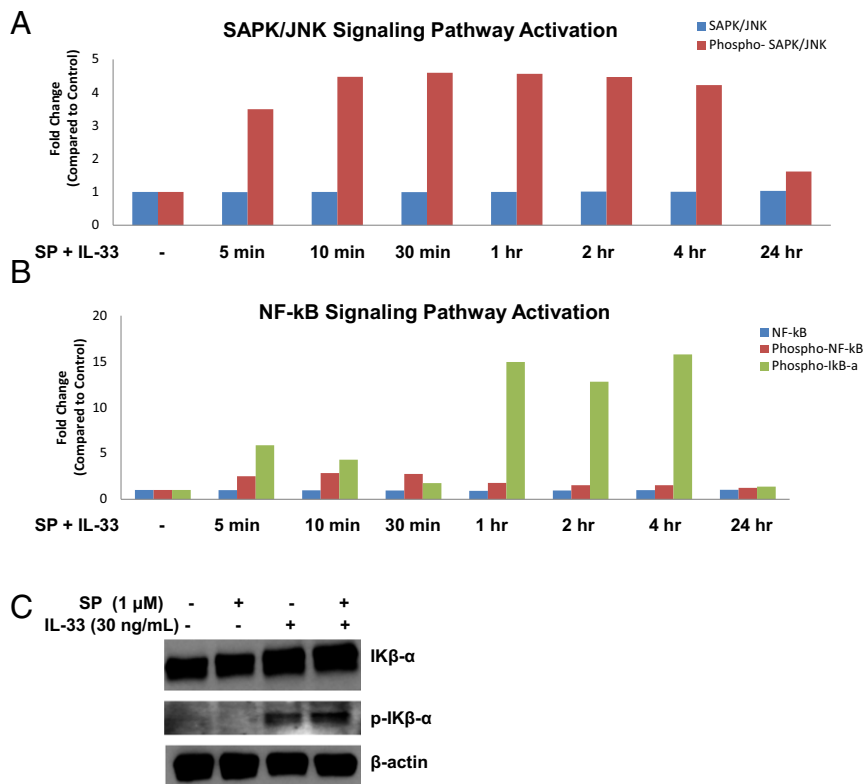 A
SAPK/JNK Signaling Pathway Activation
SAPK/JNK
Phospho- SAPK/JNK
Fold Change
(Compared to Control)
5
4
3
2
1
0
SP + IL-33 - 5 min 10 min 30 min 1 hr 2 hr 4 hr 24 hr
B
NF-kB Signaling Pathway Activation
NF-kB
Phospho-NF-kB
Phospho-IkB-a
Fold Change
(Compared to Control)
20
15
10
5
0
SP + IL-33 - 5 min 10 min 30 min 1 hr 2 hr 4 hr 24 hr
C
SP (1 µM) - + - +
IL-33 (30 ng/mL) - - + +
IKβ-α
p-IKβ-α
β-actin